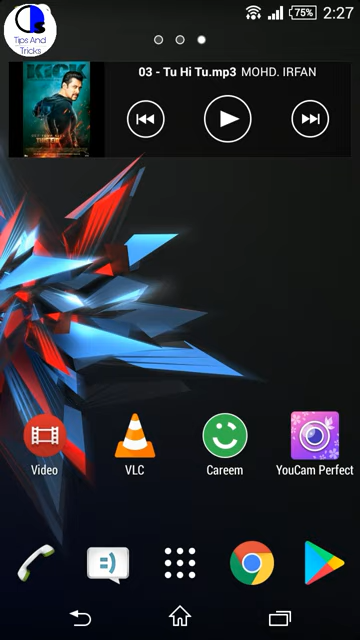 75% 2:27
Tips And
Tricks
03 - Tu Hi Tu.mp3 MOHD. IRFAN
KICK
Video VLC Careem YouCam Perfect